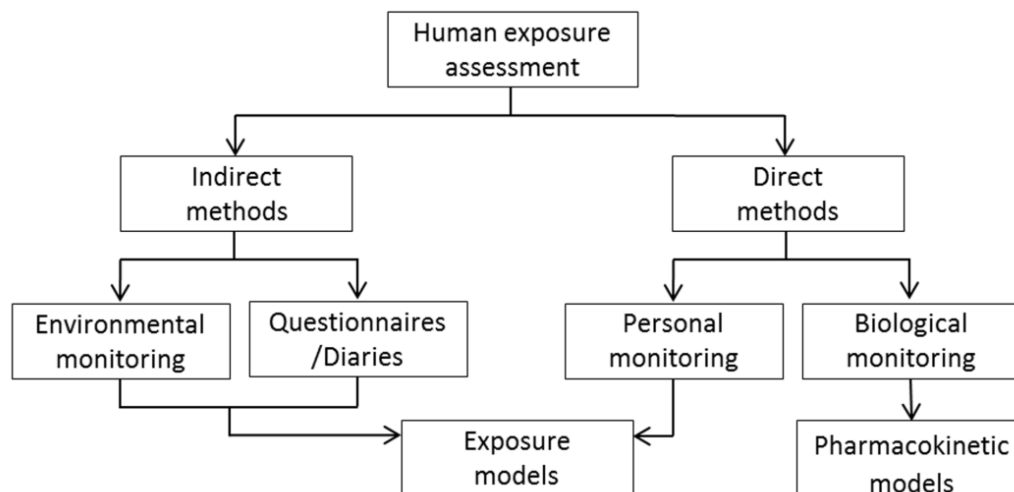 Human exposure
assessment
Indirect
methods
Direct
methods
Environmental
monitoring
Questionnaires
/Diaries
Personal
monitoring
Biological
monitoring
Exposure
models
Pharmacokinetic
models